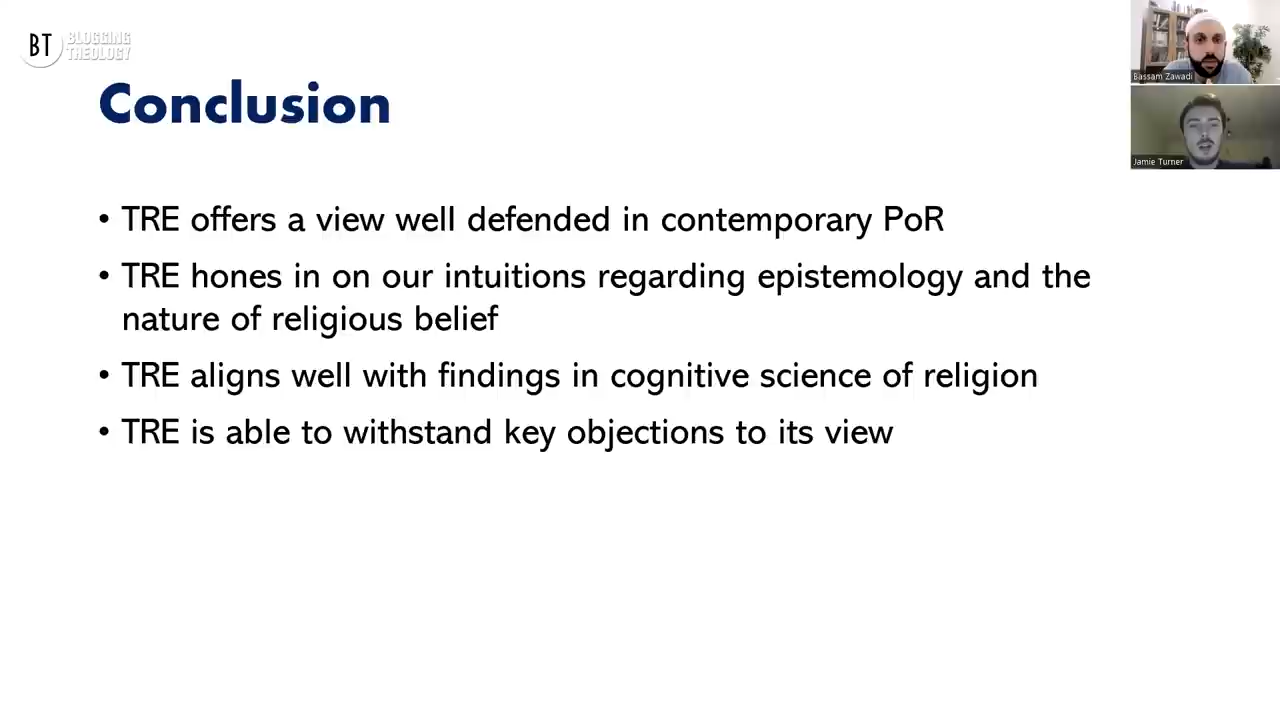 BT BLOGGING
THEOLOGY
Bassam Zawadi
Conclusion
Jamie Turner
• TRE offers a view well defended in contemporary PoR
• TRE hones in on our intuitions regarding epistemology and the
nature of religious belief
• TRE aligns well with findings in cognitive science of religion
• TRE is able to withstand key objections to its view